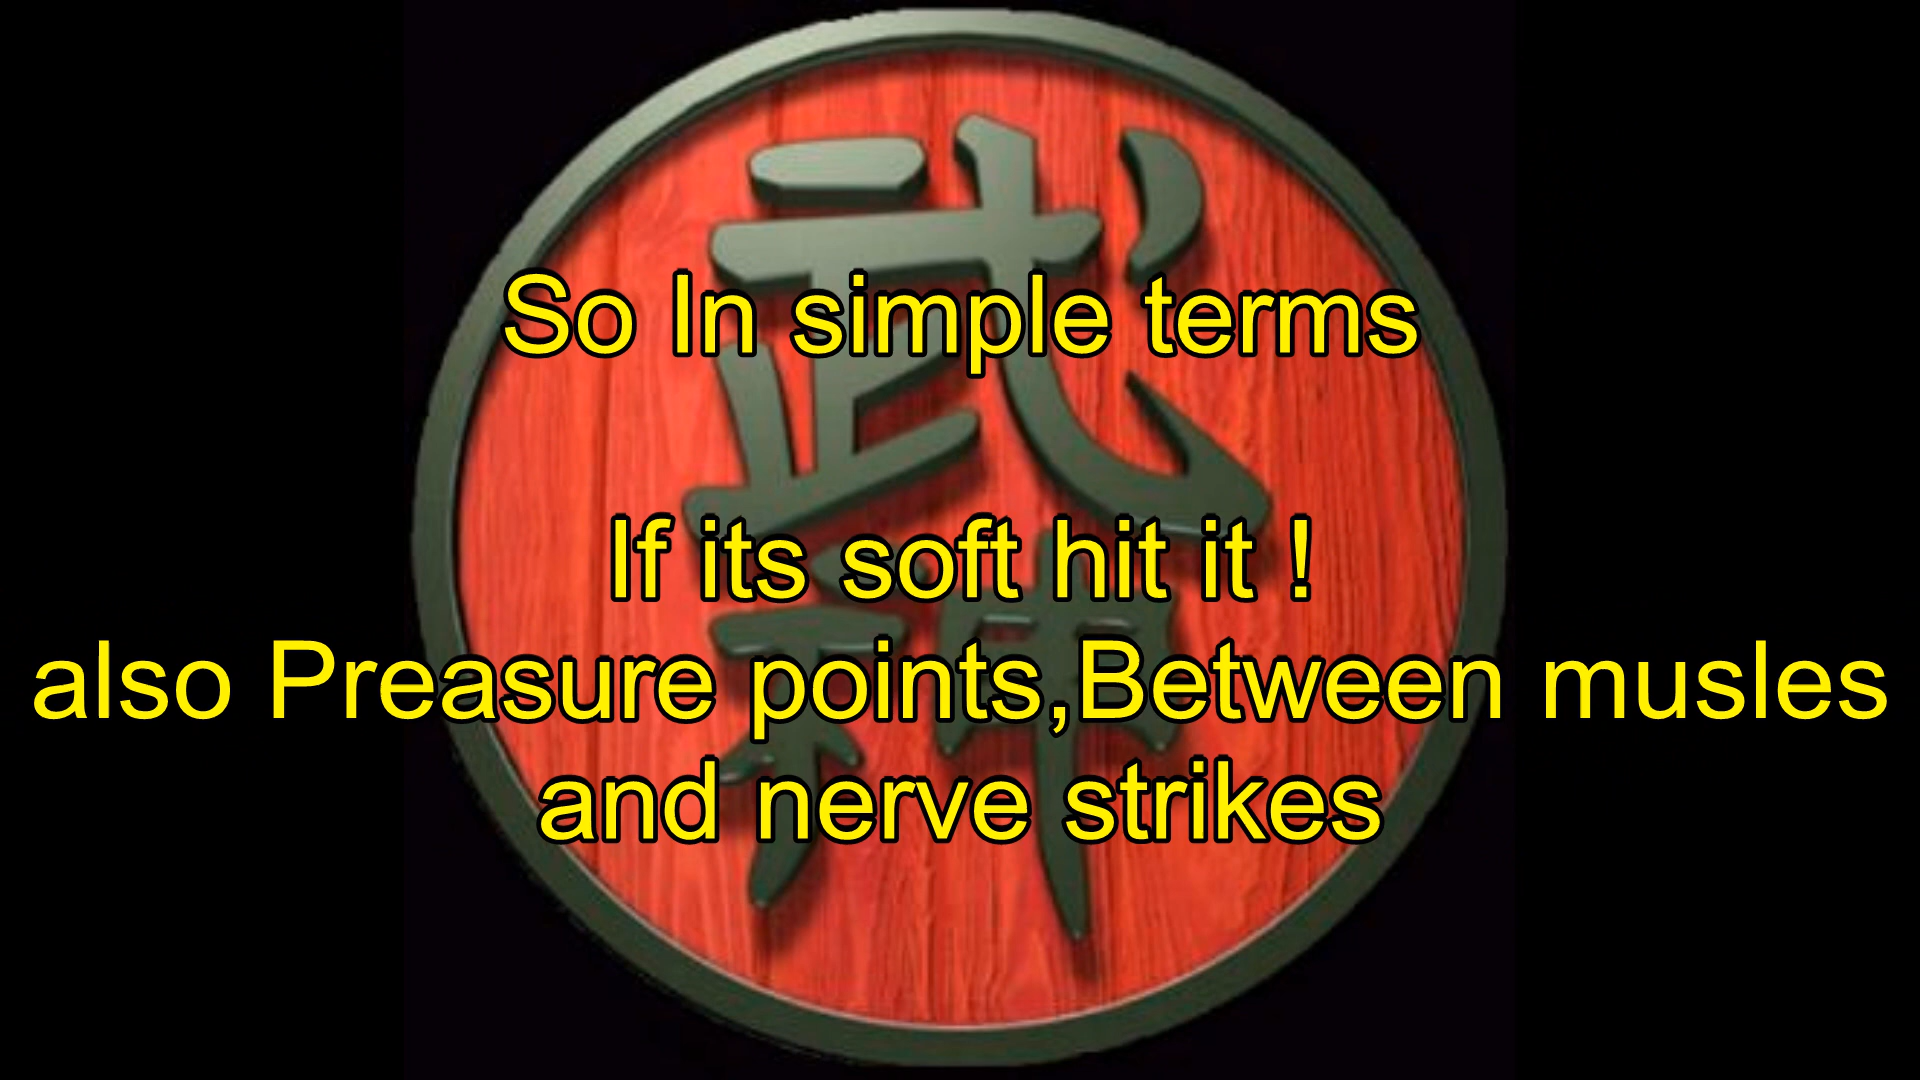 武神
So In simple terms
If its soft hit it !
also Preasure points,Between musles
and nerve strikes